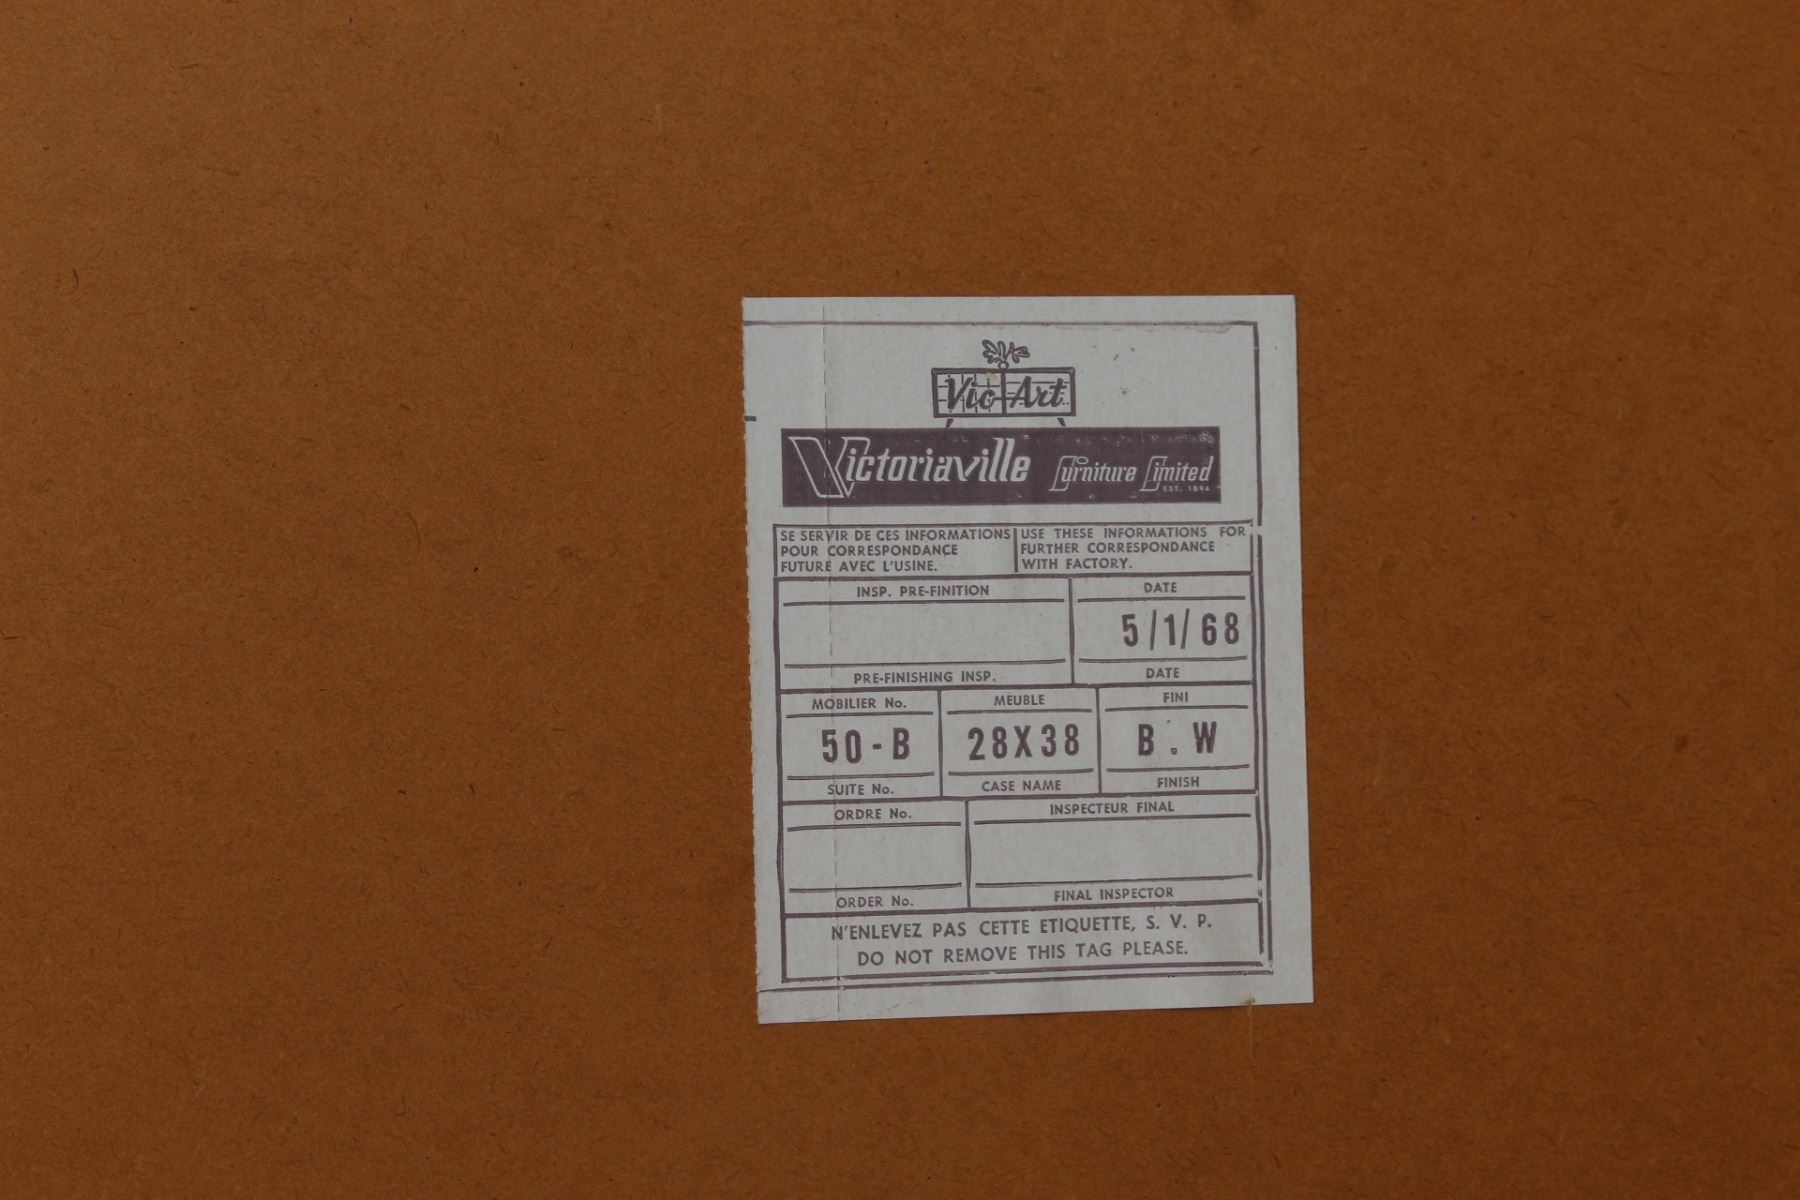 Vic-Art
Victoriaville Furniture Limited
EST. 1894
SE SERVIR DE CES INFORMATIONS
POUR CORRESPONDANCE
FUTURE AVEC L'USINE.
USE THESE INFORMATIONS FOR
FURTHER CORRESPONDANCE
WITH FACTORY.
INSP. PRE-FINITION
PRE-FINISHING INSP.
DATE
5/1/68
DATE
MOBILIER No.
50-B
SUITE No.
MEUBLE
28X38
CASE NAME
FINI
B.W
FINISH
ORDRE No.
ORDER No.
INSPECTEUR FINAL
FINAL INSPECTOR
N'ENLEVEZ PAS CETTE ETIQUETTE, S. V. P.
DO NOT REMOVE THIS TAG PLEASE.